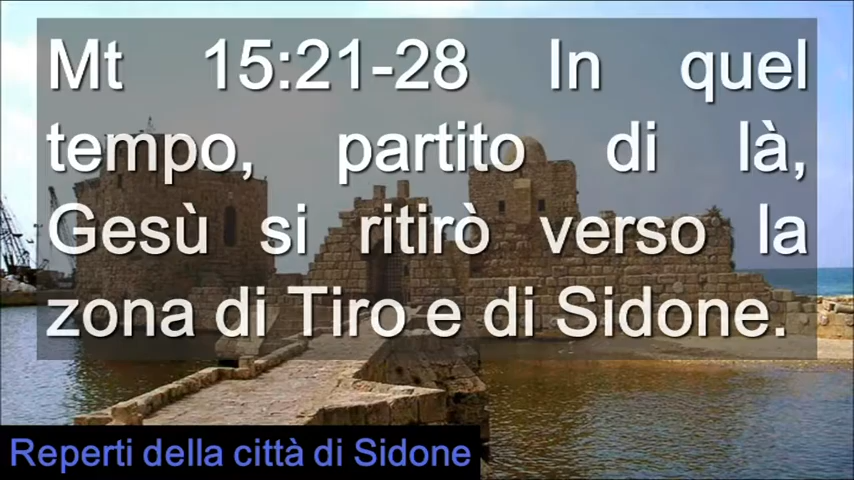 Mt 15:21-28 In quel
tempo, partito di là,
Gesù si ritirò verso la
zona di Tiro e di Sidone.
Reperti della città di Sidone